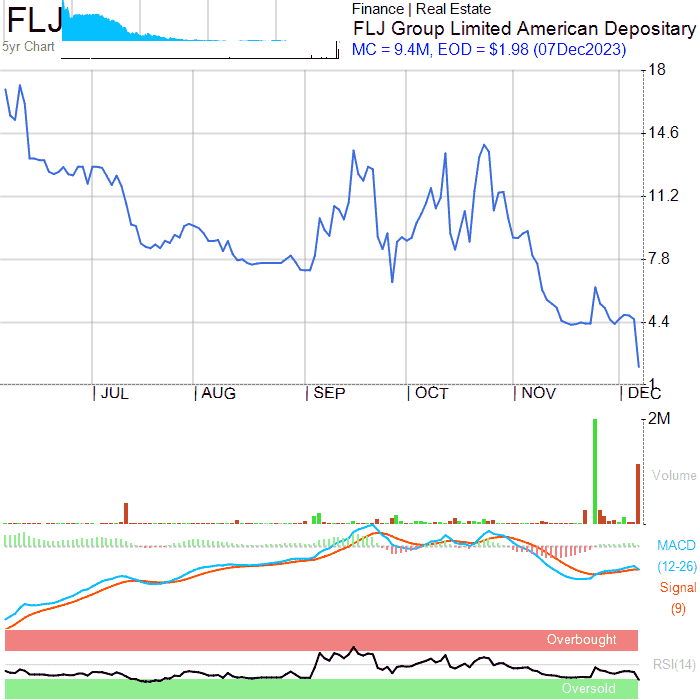 FLJ
5yr Chart
Finance | Real Estate
FLJ Group Limited American Depositary
MC = 9.4M, EOD = $1.98 (07Dec2023)
18
14.6
11.2
7.8
4.4
1
JUL AUG SEP OCT NOV DEC
2M
Volume
MACD
(12-26)
Signal
(9)
Overbought
RSI(14)
Oversold